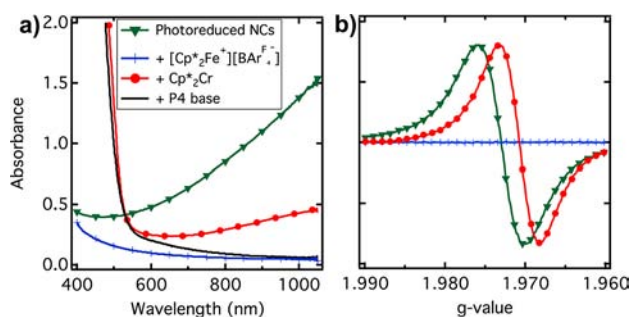 a)
b)
Photoreduced NCs
+ [Cp*₂Fe⁺][BArᶠ₄⁻]
+ Cp*₂Cr
+ P4 base
2.0
1.5
1.0
0.5
0.0
Absorbance
400 600 800 1000
Wavelength (nm)
1.990 1.980 1.970 1.960
g-value